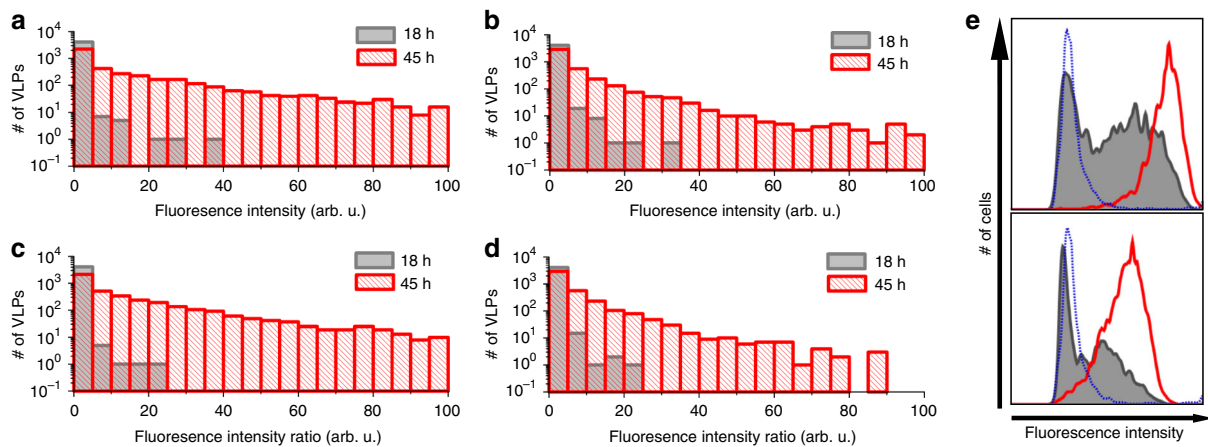 a
10^4
10^3
10^2
10^1
10^0
10^-1
# of VLPs
18 h
45 h
0 20 40 60 80 100
Fluoresence intensity (arb. u.)
b
10^4
10^3
10^2
10^1
10^0
10^-1
# of VLPs
18 h
45 h
0 20 40 60 80 100
Fluoresence intensity (arb. u.)
c
10^4
10^3
10^2
10^1
10^0
10^-1
# of VLPs
18 h
45 h
0 20 40 60 80 100
Fluoresence intensity ratio (arb. u.)
d
10^4
10^3
10^2
10^1
10^0
10^-1
# of VLPs
18 h
45 h
0 20 40 60 80 100
Fluoresence intensity ratio (arb. u.)
e
# of cells
Fluorescence intensity